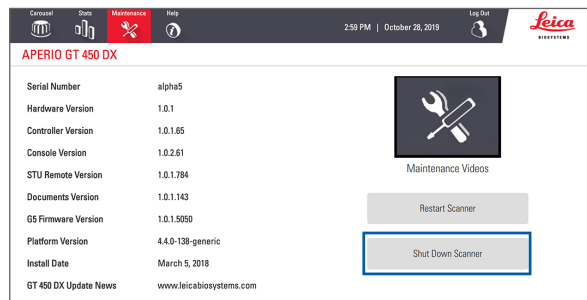 Carousel Stats Maintenance Help Log Out
2:59 PM | October 28, 2019
Leica
BIOSYSTEMS
APERIO GT 450 DX
Serial Number alpha5
Hardware Version 1.0.1
Controller Version 1.0.1.65
Console Version 1.0.2.61
STU Remote Version 1.0.1.784
Documents Version 1.0.1.143
G5 Firmware Version 1.0.1.5050
Platform Version 4.4.0-138-generic
Install Date March 5, 2018
GT 450 DX Update News www.leicabiosystems.com
Maintenance Videos
Restart Scanner
Shut Down Scanner